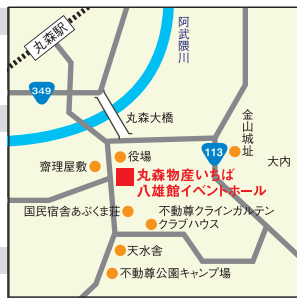 丸森駅
阿武隈川
349
丸森大橋
金山城址
役場
113
大内
齋理屋敷
丸森物産いちば
八雄館イベントホール
国民宿舎あぶくま荘
不動尊クラインガルテン
クラブハウス
天水舎
不動尊公園キャンプ場